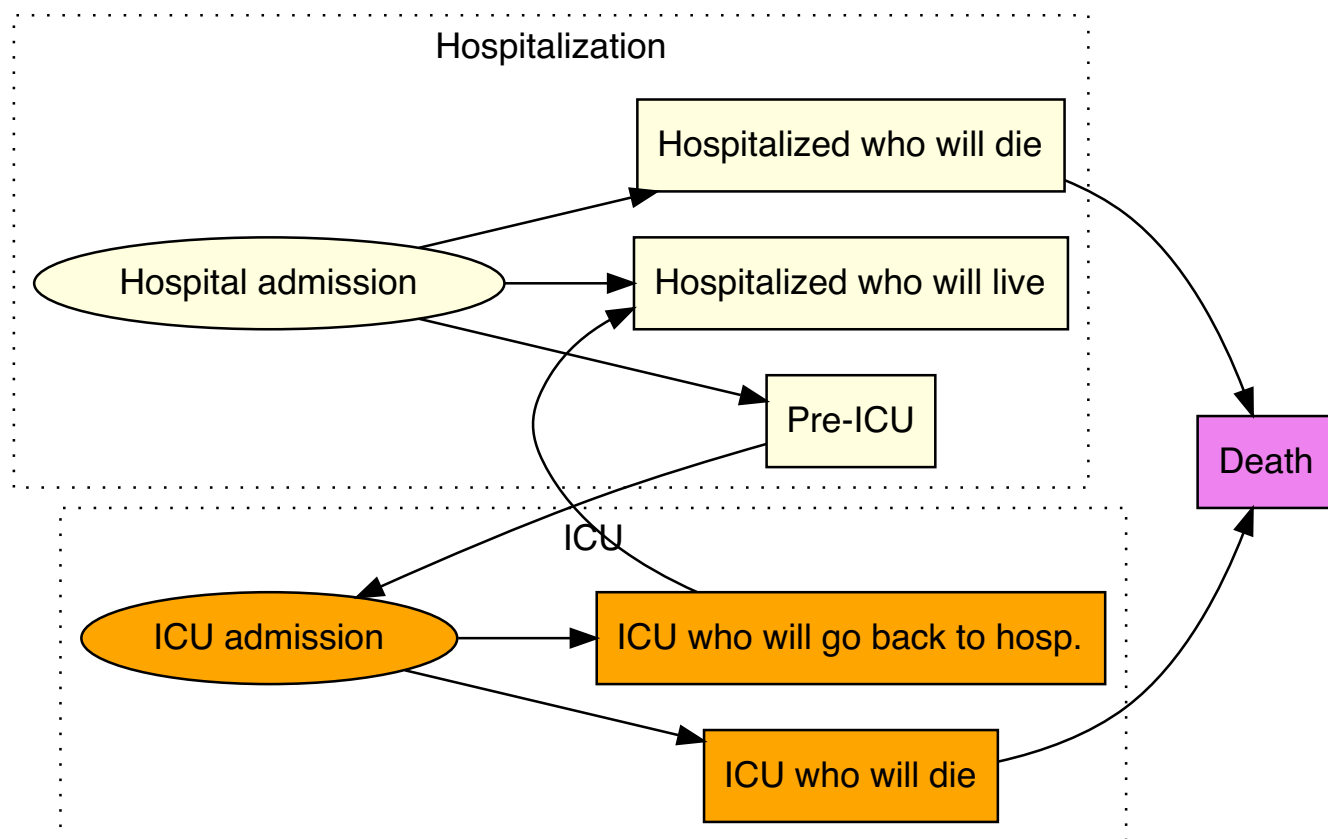 Hospitalization
Hospitalized who will die
Hospital admission
Hospitalized who will live
Pre-ICU
Death
ICU
ICU admission
ICU who will go back to hosp.
ICU who will die